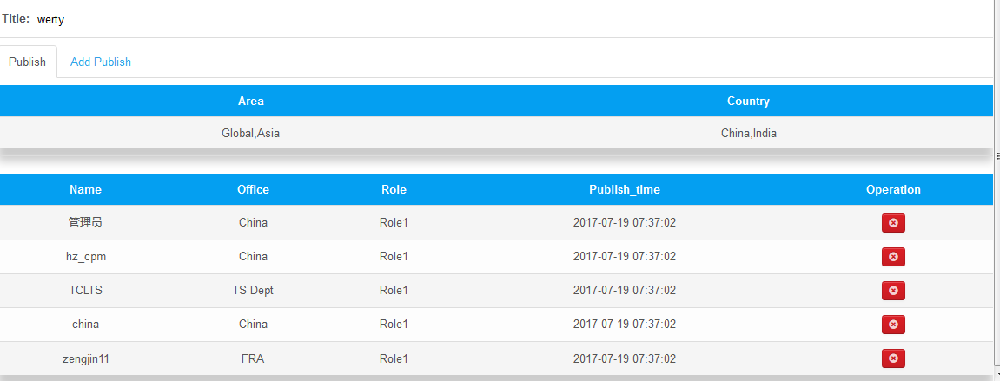 Title: werty
Publish Add Publish
Area Country
Global,Asia China,India
Name Office Role Publish_time Operation
管理员 China Role1 2017-07-19 07:37:02
hz_cpm China Role1 2017-07-19 07:37:02
TCLTS TS Dept Role1 2017-07-19 07:37:02
china China Role1 2017-07-19 07:37:02
zengjin11 FRA Role1 2017-07-19 07:37:02